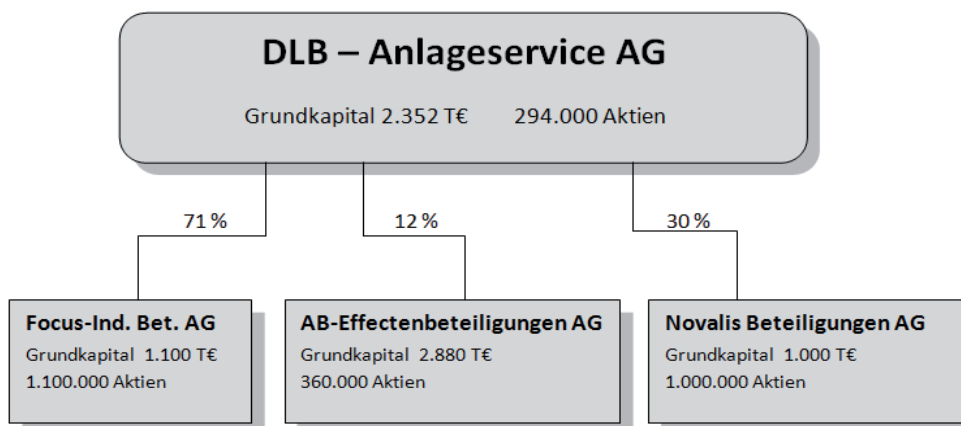 DLB – Anlageservice AG
Grundkapital 2.352 T€ 294.000 Aktien
71 % 12 % 30 %
Focus-Ind. Bet. AG
Grundkapital 1.100 T€
1.100.000 Aktien
AB-Effectenbeteiligungen AG
Grundkapital 2.880 T€
360.000 Aktien
Novalis Beteiligungen AG
Grundkapital 1.000 T€
1.000.000 Aktien